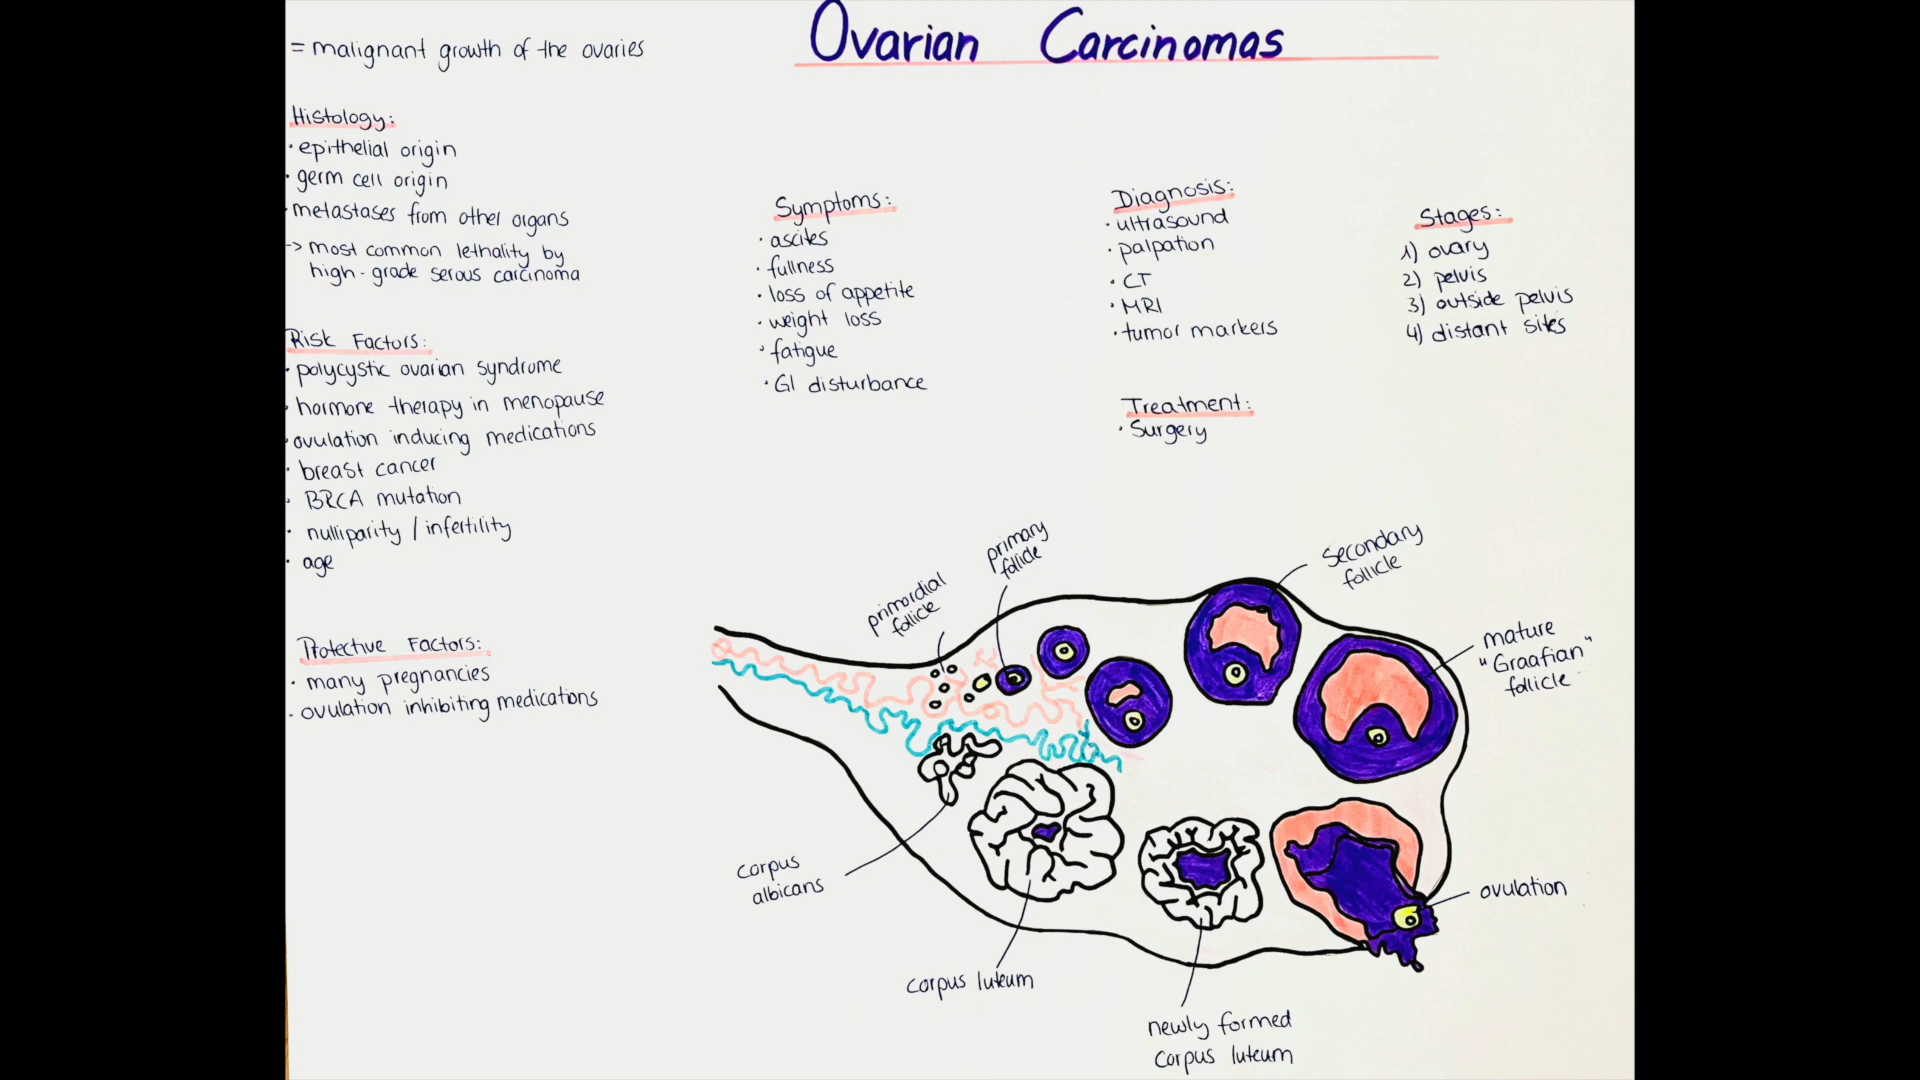 Ovarian Carcinomas
= malignant growth of the ovaries
Histology:
· epithelial origin
· germ cell origin
· metastases from other organs
-> most common lethality by
high-grade serous carcinoma
Risk Factors:
· polycystic ovarian syndrome
· hormone therapy in menopause
· ovulation inducing medications
· breast cancer
· BRCA mutation
· nulliparity / infertility
· age
Protective Factors:
· many pregnancies
· ovulation inhibiting medications
Symptoms:
· ascites
· fullness
· loss of appetite
· weight loss
· fatigue
· GI disturbance
Diagnosis:
· ultrasound
· palpation
· CT
· MRI
· tumor markers
Treatment:
· Surgery
Stages:
1) ovary
2) pelvis
3) outside pelvis
4) distant sites
primordial
follicle
primary
follicle
secondary
follicle
mature
"Graafian"
follicle
ovulation
newly formed
corpus luteum
corpus luteum
corpus
albicans